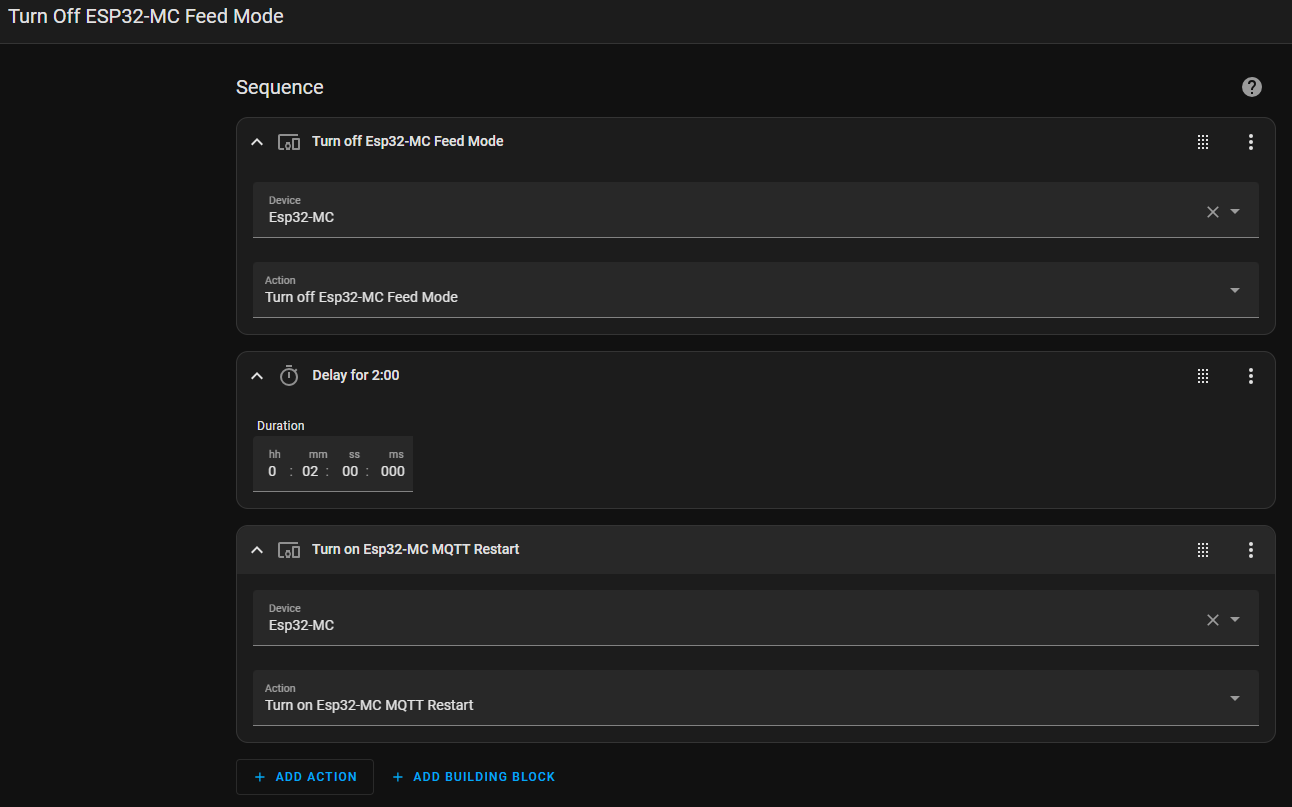 Turn Off ESP32-MC Feed Mode
Sequence
Turn off Esp32-MC Feed Mode
Device
Esp32-MC
Action
Turn off Esp32-MC Feed Mode
Delay for 2:00
Duration
hh mm ss ms
0 : 02 : 00 : 000
Turn on Esp32-MC MQTT Restart
Device
Esp32-MC
Action
Turn on Esp32-MC MQTT Restart
+ ADD ACTION + ADD BUILDING BLOCK